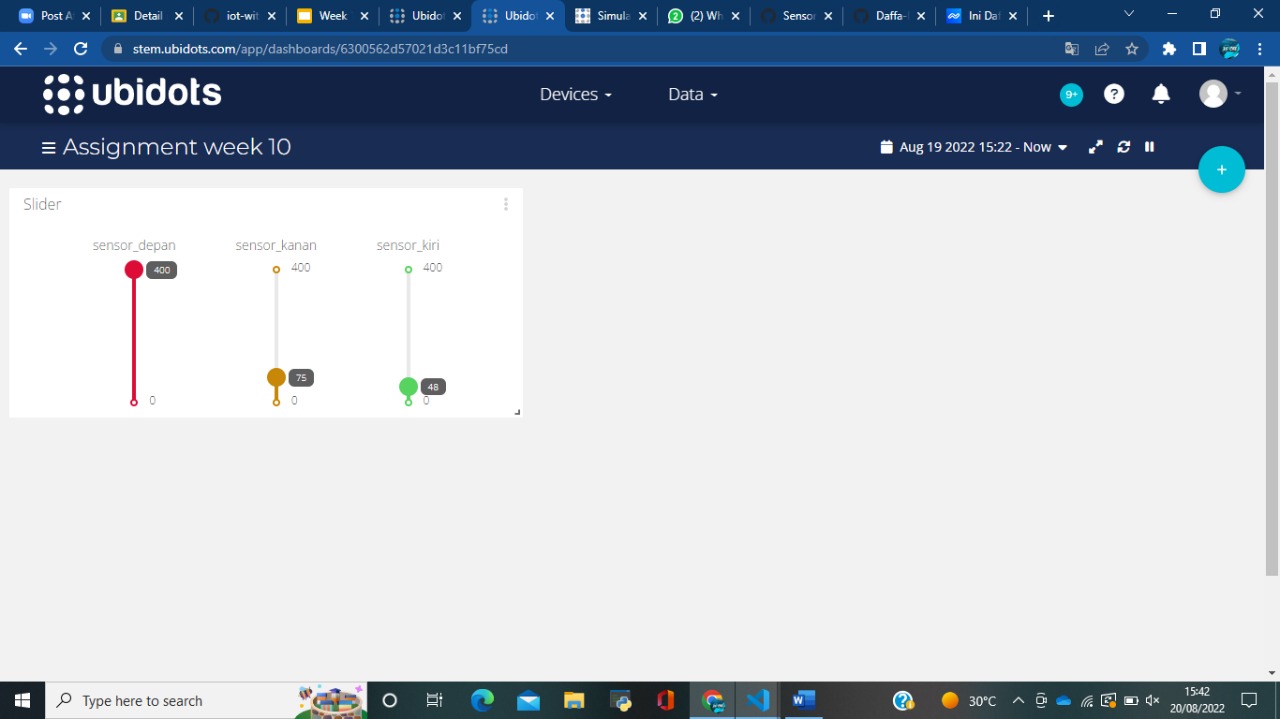 Post A
Detail
iot-wit
Week
Ubidot
Ubidot
Simula
(2) Wh
Sensor
Daffa-
Ini Dat
stem.ubidots.com/app/dashboards/6300562d57021d3c11bf75cd
ubidots
Devices
Data
9+
?
Assignment week 10
Aug 19 2022 15:22 - Now
+
Slider
sensor_depan
sensor_kanan
sensor_kiri
400
400
400
75
48
0
0
0
Type here to search
30°C
15:42
20/08/2022